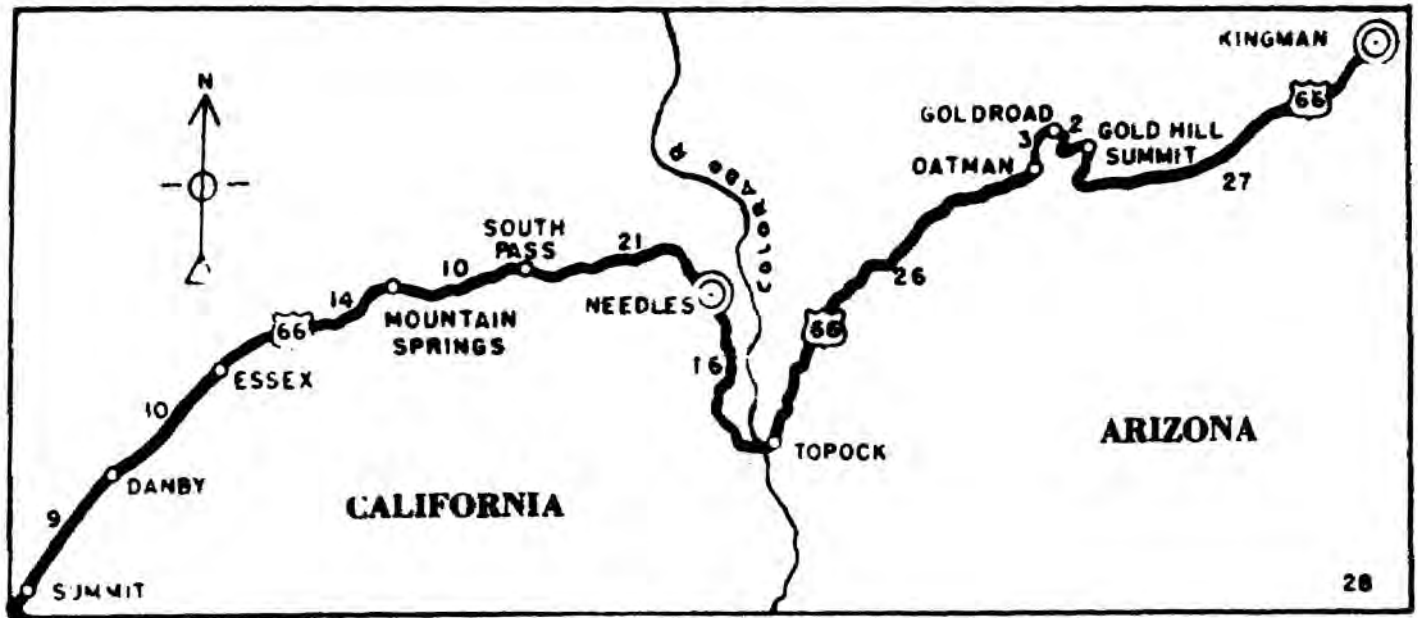 KINGMAN
66
N
GOLDROAD
2
3
GOLD HILL
SUMMIT
OATMAN
27
COLORADO R
SOUTH
PASS
21
10
26
14
NEEDLES
66
66
MOUNTAIN
SPRINGS
16
ESSEX
10
ARIZONA
TOPOCK
DANBY
CALIFORNIA
9
28
SUMMIT